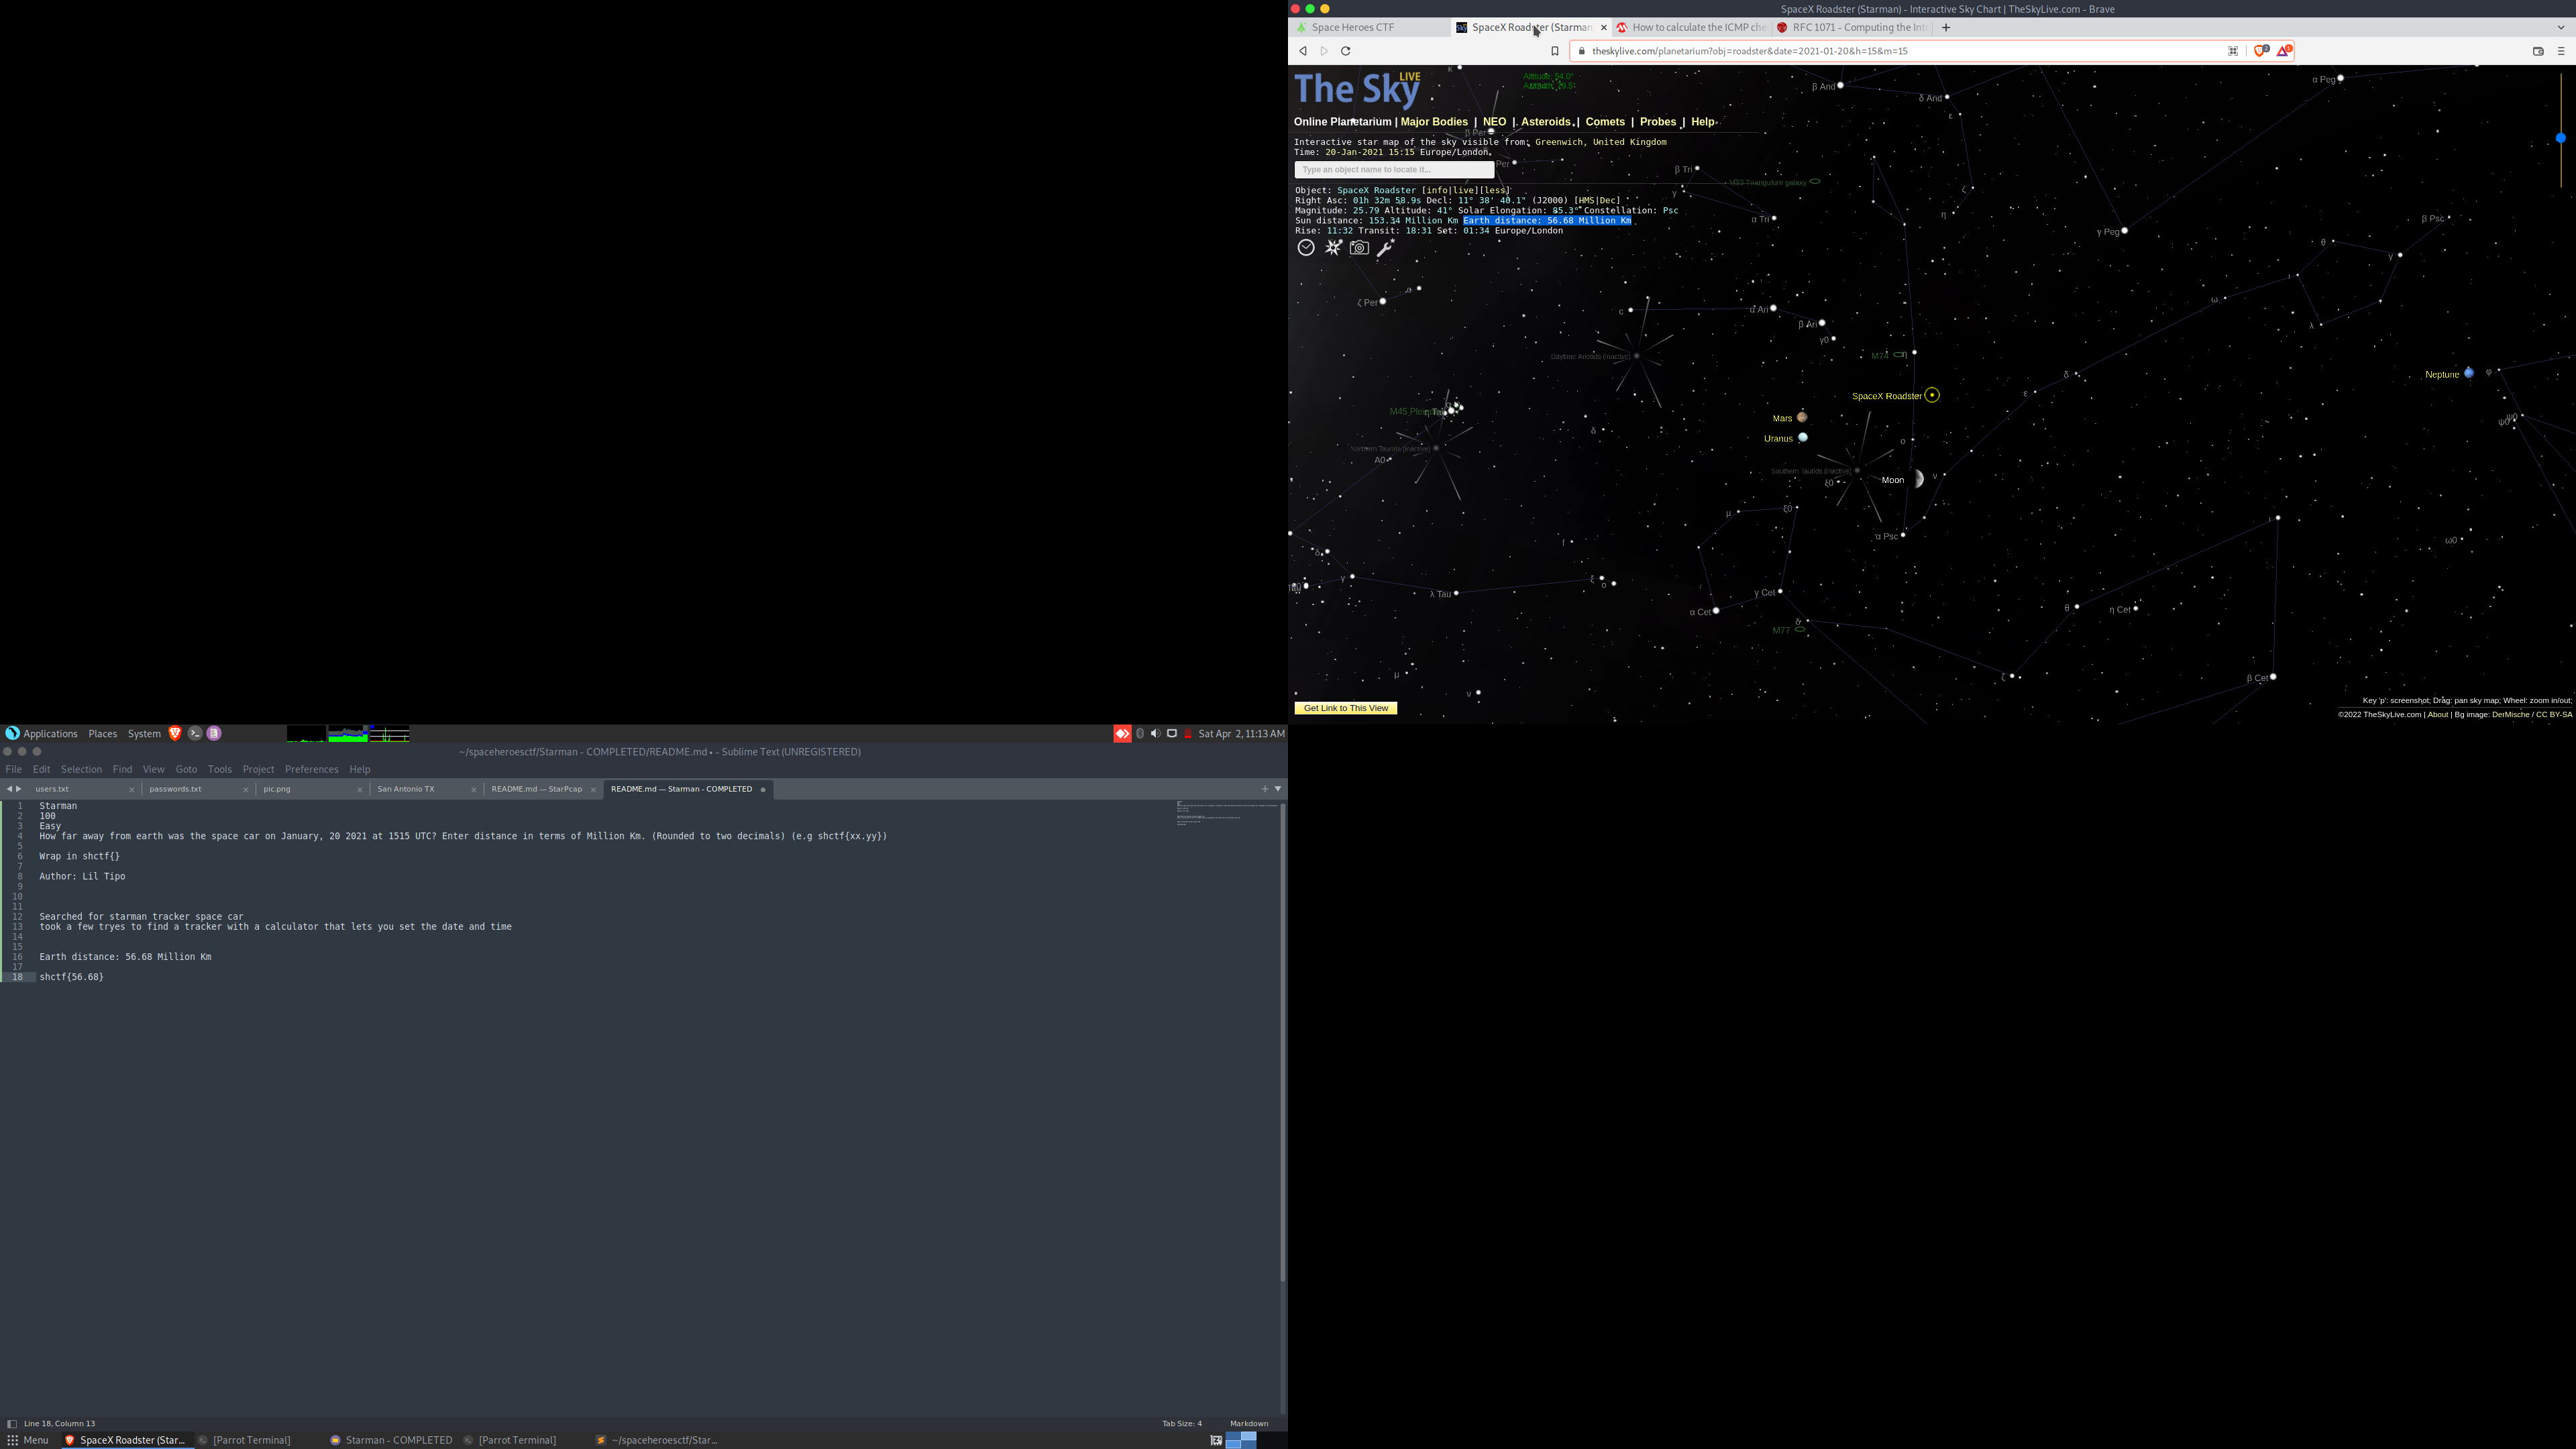 SpaceX Roadster (Starman) - Interactive Sky Chart | TheSkyLive.com - Brave
Space Heroes CTF
SpaceX Roadster (Starman
How to calculate the ICMP che
RFC 1071 - Computing the Int
theskylive.com/planetarium?obj=roadster&date=2021-01-20&h=15&m=15
The Sky LIVE
Online Planetarium | Major Bodies | NEO | Asteroids | Comets | Probes | Help
Interactive star map of the sky visible from: Greenwich, United Kingdom
Time: 20-Jan-2021 15:15 Europe/London
Type an object name to locate it...
Object: SpaceX Roadster [info|live][less]
Right Asc: 01h 32m 58.9s Decl: 11° 38' 40.1" (J2000) [HMS|Dec]
Magnitude: 25.79 Altitude: 41° Solar Elongation: 85.3° Constellation: Psc
Sun distance: 153.34 Million Km Earth distance: 56.68 Million Km
Rise: 11:32 Transit: 18:31 Set: 01:34 Europe/London
β And
δ And
ε
α Peg
β Per
Per
β Tri
γ
M33 Triangulum galaxy
ζ
η
α Tri
β Psc
γ Peg
θ
γ
ι
ω
ζ Per
ο
α Ari
β Ari
γ0
λ
Daytime Arietids (inactive)
M74
η
Neptune
φ
δ
SpaceX Roadster
ε
Mars
Uranus
δ
ο
Northern Taurids (inactive)
A0
Southern Taurids (inactive)
ξ0
Moon
ν
μ
ξ0
α Psc
f
ω0
γ
λ Tau
ξ
ο
γ Cet
α Cet
θ
η Cet
M77
δ
μ
ζ
β Cet
ν
Get Link to This View
Key 'p': screenshot; Drag: pan sky map; Wheel: zoom in/out;
©2022 TheSkyLive.com | About | Bg image: DerMische / CC BY-SA
Applications Places System
Sat Apr 2, 11:13 AM
~/spaceheroesctf/Starman - COMPLETED/README.md • - Sublime Text (UNREGISTERED)
File Edit Selection Find View Goto Tools Project Preferences Help
users.txt
passwords.txt
pic.png
San Antonio TX
README.md — StarPcap
README.md — Starman - COMPLETED
1 Starman
2 100
3 Easy
4 How far away from earth was the space car on January, 20 2021 at 1515 UTC? Enter distance in terms of Million Km. (Rounded to two decimals) (e.g shctf{xx.yy})
5
6 Wrap in shctf{}
7
8 Author: Lil Tipo
9
10
11
12 Searched for starman tracker space car
13 took a few tryes to find a tracker with a calculator that lets you set the date and time
14
15
16 Earth distance: 56.68 Million Km
17
18 shctf{56.68}
Line 18, Column 13
Tab Size: 4
Markdown
Menu
SpaceX Roadster (Star...
[Parrot Terminal]
Starman - COMPLETED
[Parrot Terminal]
~/spaceheroesctf/Star...